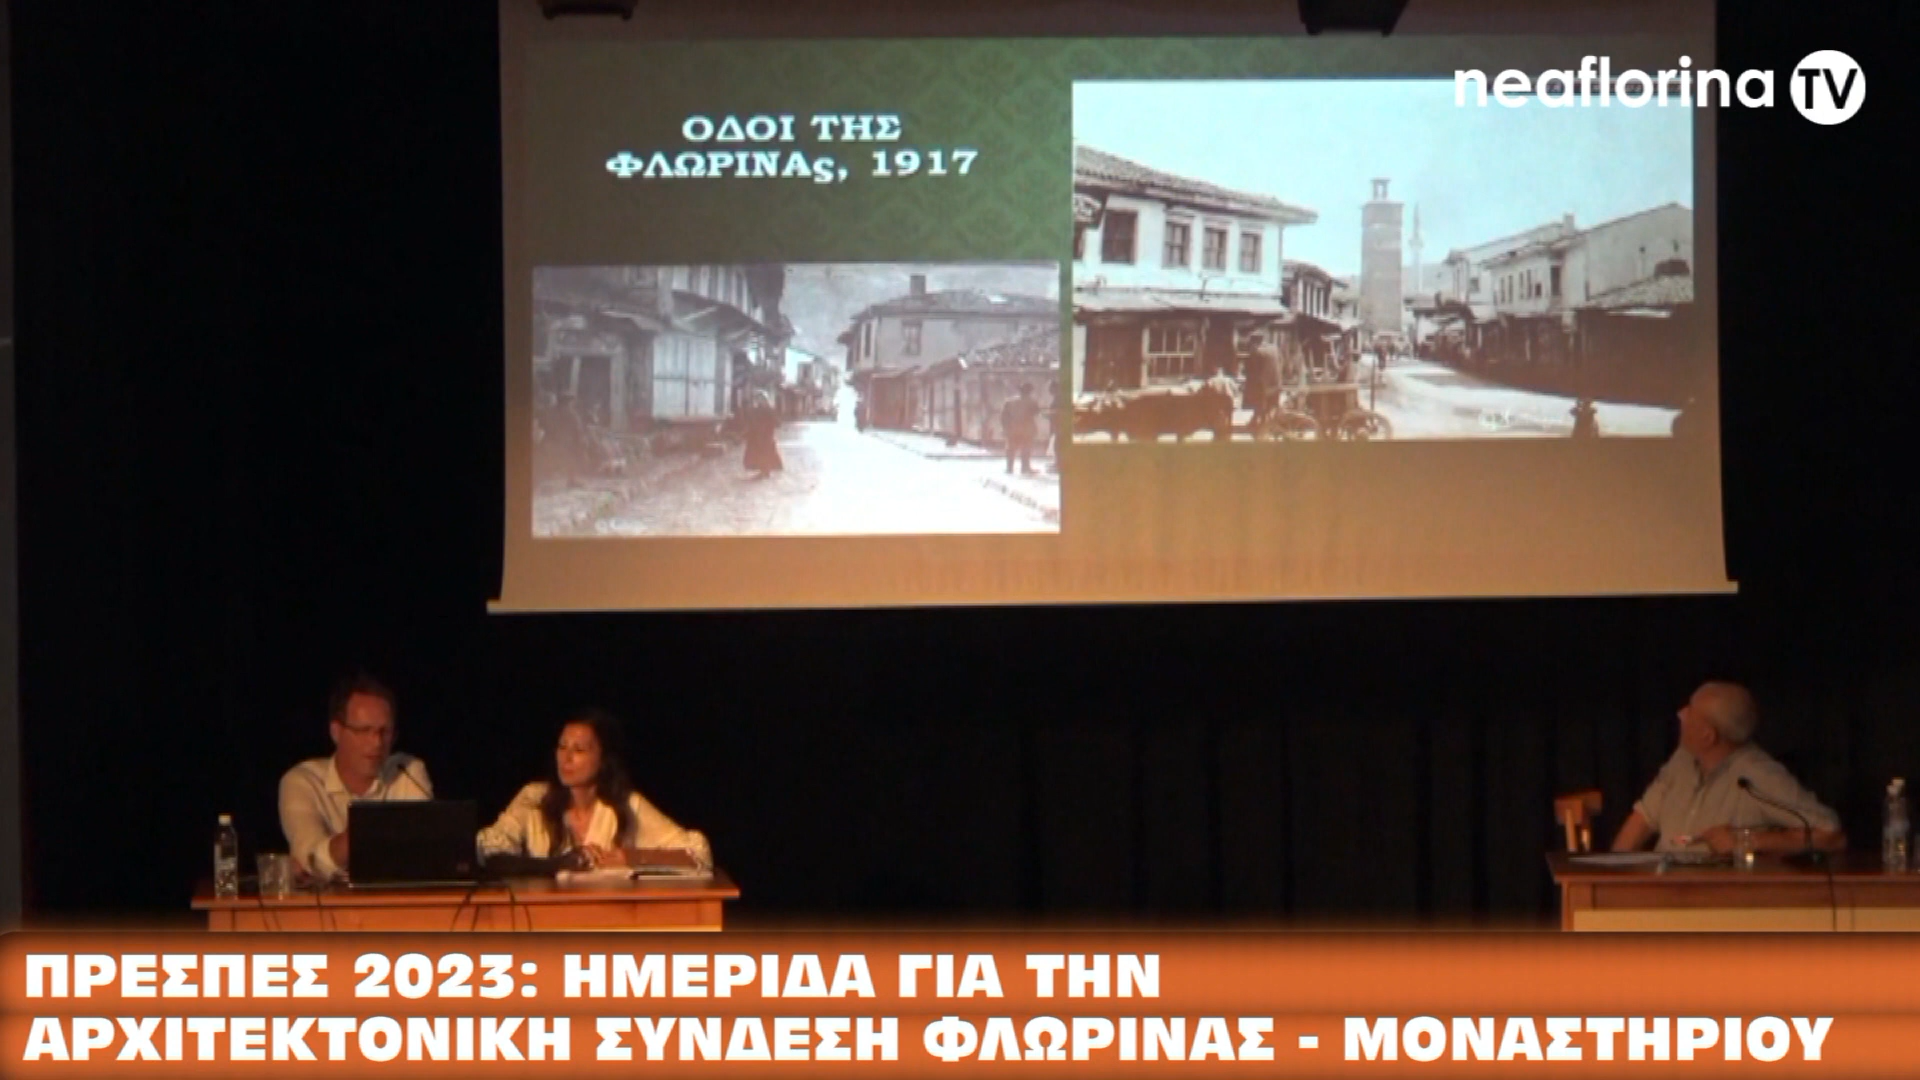 neaflorina TV
ΟΔΟΙ ΤΗΣ
ΦΛΩΡΙΝΑς, 1917
ΠΡΕΣΠΕΣ 2023: ΗΜΕΡΙΔΑ ΓΙΑ ΤΗΝ
ΑΡΧΙΤΕΚΤΟΝΙΚΗ ΣΥΝΔΕΣΗ ΦΛΩΡΙΝΑΣ - ΜΟΝΑΣΤΗΡΙΟΥ